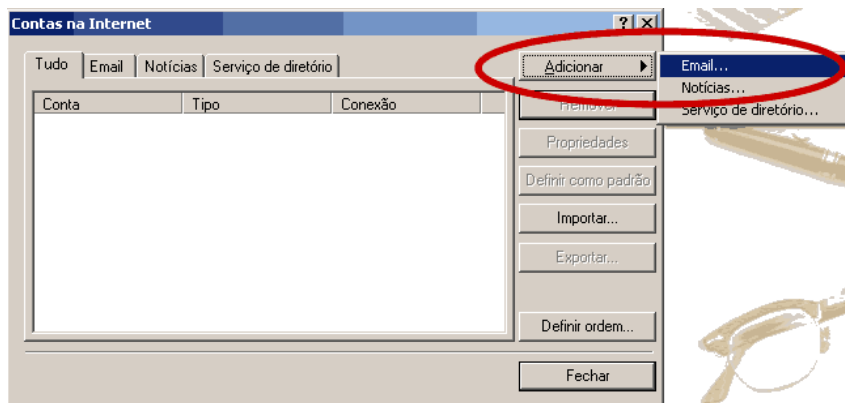 Contas na Internet
Tudo Email Notícias Serviço de diretório
Conta Tipo Conexão
Adicionar
Email...
Notícias...
Serviço de diretório...
Remover
Propriedades
Definir como padrão
Importar...
Exportar...
Definir ordem...
Fechar